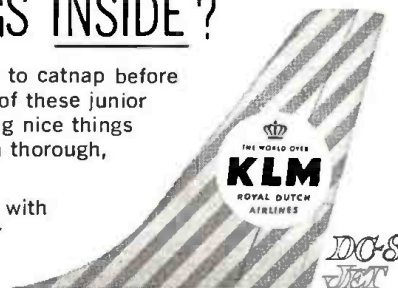 GS INSIDE?
to catnap before
of these junior
g nice things
thorough,
with
THE WORLD OVER
KLM
ROYAL DUTCH
AIRLINES
DC-8
JET